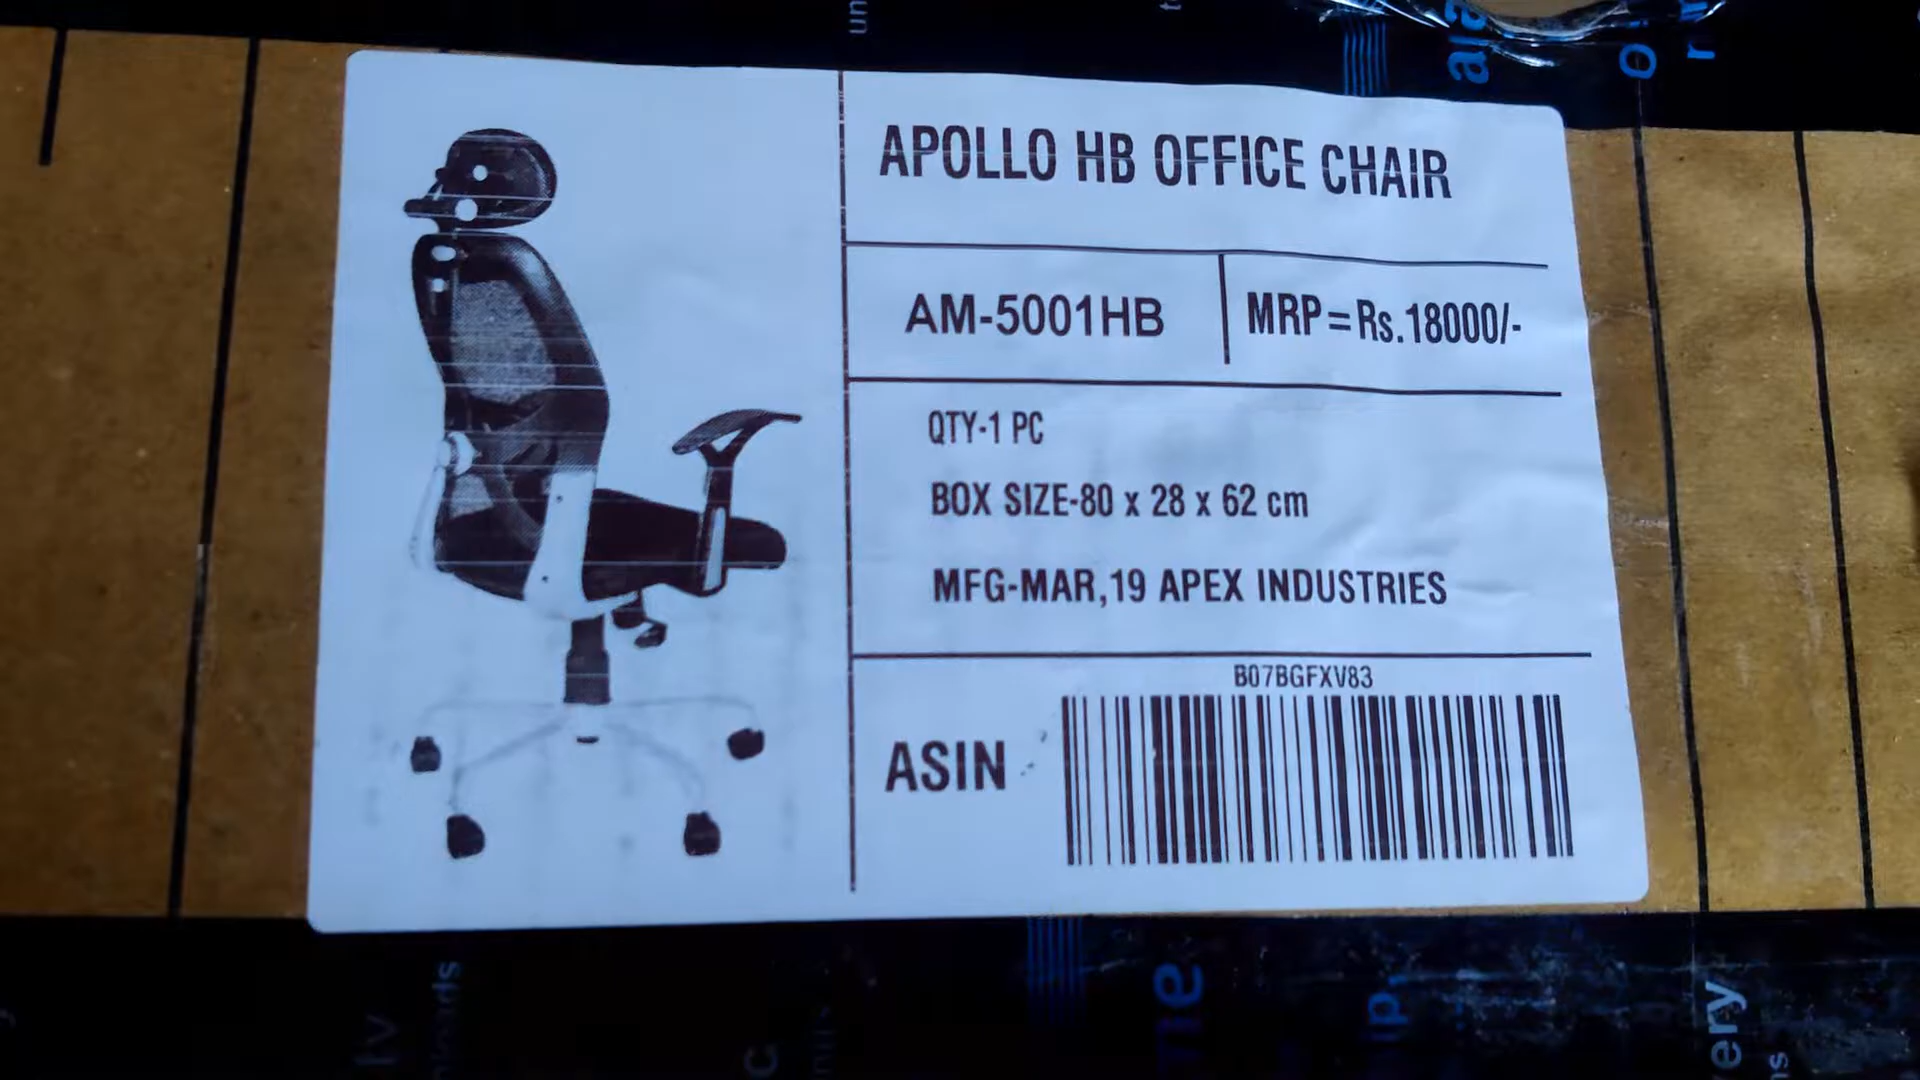 APOLLO HB OFFICE CHAIR
AM-5001HB
MRP=Rs.18000/-
QTY-1 PC
BOX SIZE-80 x 28 x 62 cm
MFG-MAR,19 APEX INDUSTRIES
B07BGFXV83
ASIN